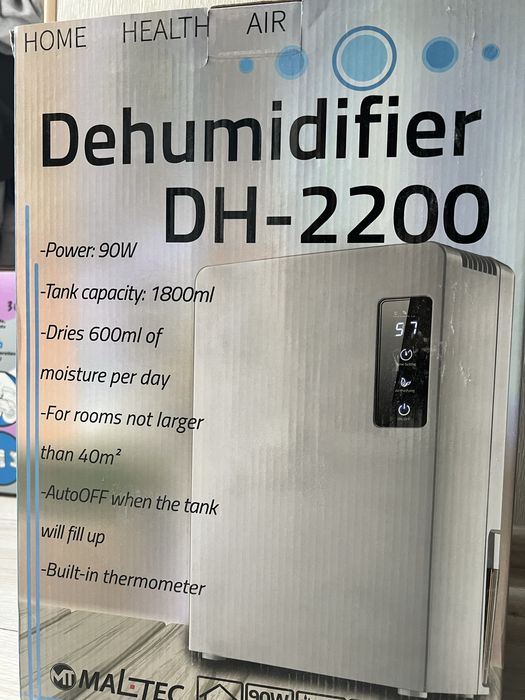 HOME HEALTH AIR
Dehumidifier
DH-2200
-Power: 90W
-Tank capacity: 1800ml
-Dries 600ml of
moisture per day
-For rooms not larger
than 40m²
-AutoOFF when the tank
will fill up
-Built-in thermometer
57
MT MALTEC
90W